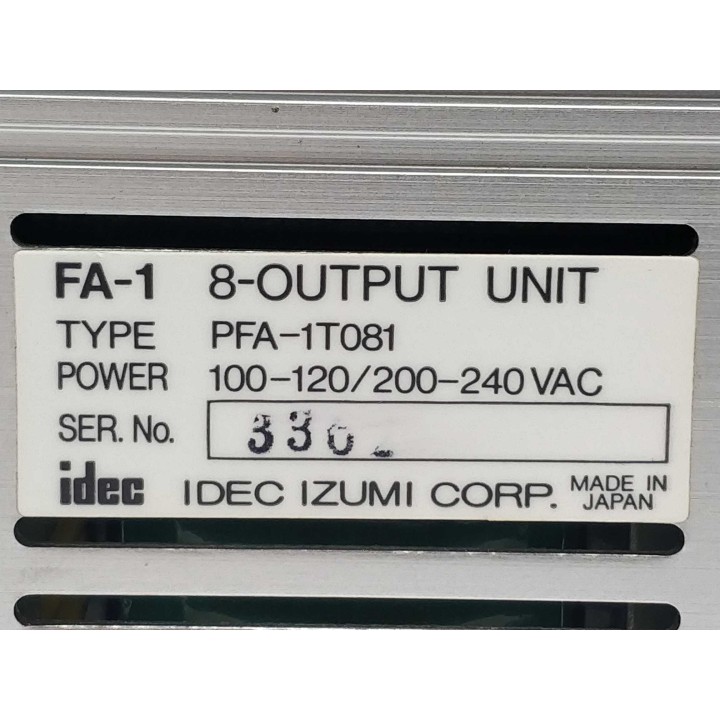 FA-1 8-OUTPUT UNIT
TYPE PFA-1T081
POWER 100-120/200-240 VAC
SER. No.
idec IDEC IZUMI CORP. MADE IN JAPAN